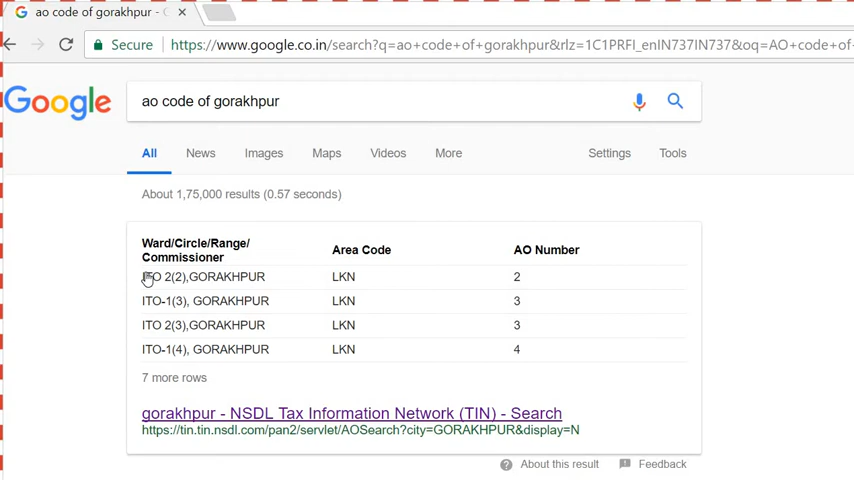 ao code of gorakhpur -
Secure https://www.google.co.in/search?q=ao+code+of+gorakhpur&rlz=1C1PRFI_enIN737IN737&oq=AO+code+of
Google ao code of gorakhpur
All News Images Maps Videos More Settings Tools
About 1,75,000 results (0.57 seconds)
Ward/Circle/Range/
Commissioner Area Code AO Number
ITO 2(2),GORAKHPUR LKN 2
ITO-1(3), GORAKHPUR LKN 3
ITO 2(3),GORAKHPUR LKN 3
ITO-1(4), GORAKHPUR LKN 4
7 more rows
gorakhpur - NSDL Tax Information Network (TIN) - Search
https://tin.tin.nsdl.com/pan2/servlet/AOSearch?city=GORAKHPUR&display=N
About this result Feedback